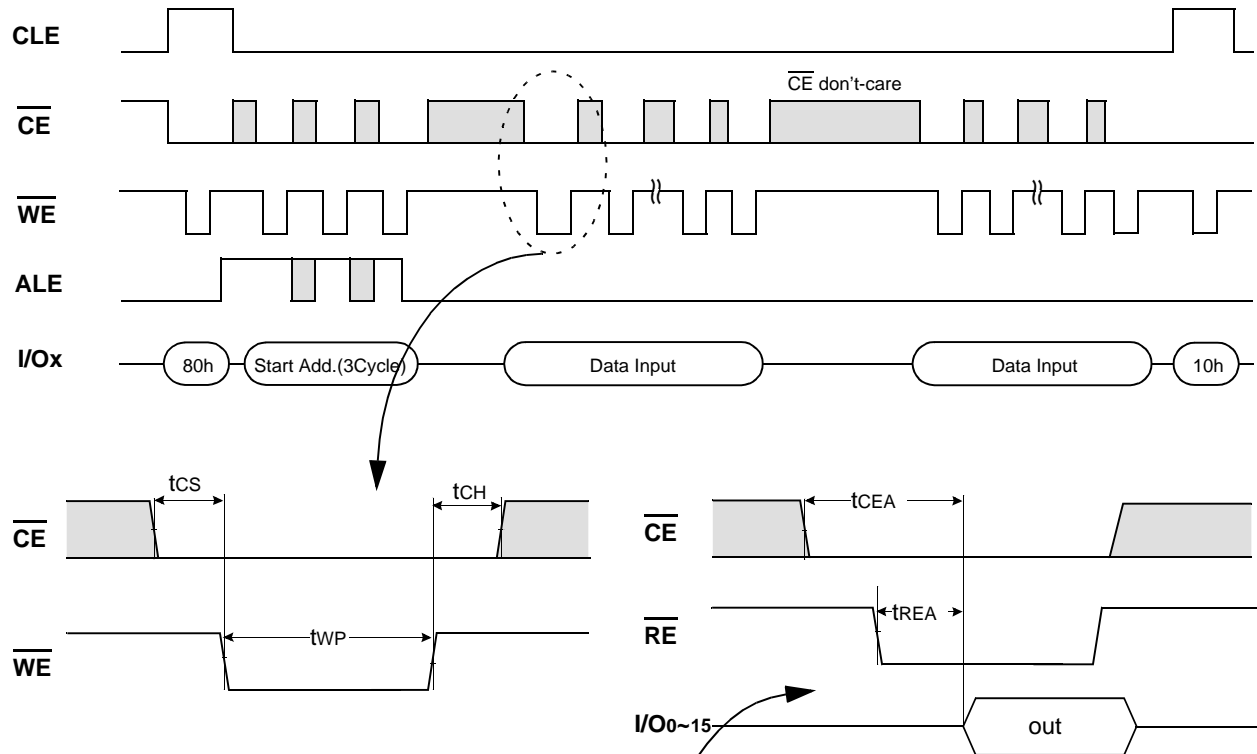 CLE
CE don't-care
CE
WE
ALE
I/Ox
80h
Start Add.(3Cycle)
Data Input
Data Input
10h
tCS
tCH
CE
tWP
WE
tCEA
CE
tREA
RE
I/O0~15
out